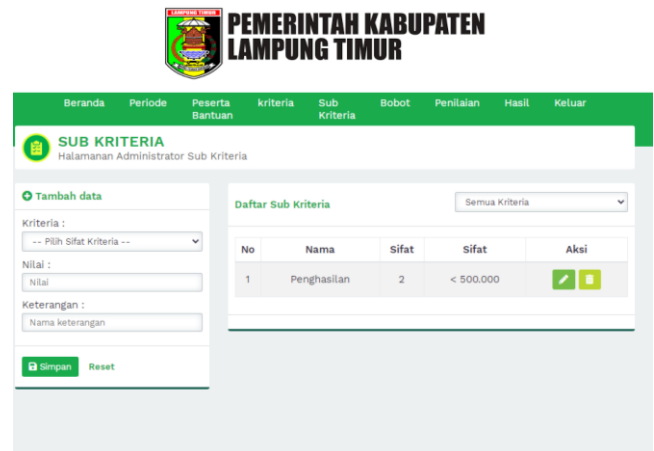 LAMPUNG TIMUR
PEMERINTAH KABUPATEN
LAMPUNG TIMUR
Beranda Periode Peserta Bantuan kriteria Sub Kriteria Bobot Penilaian Hasil Keluar
SUB KRITERIA
Halamanan Administrator Sub Kriteria
Tambah data
Kriteria :
-- Pilih Sifat Kriteria --
Nilai :
Nilai
Keterangan :
Nama keterangan
Simpan Reset
Daftar Sub Kriteria Semua Kriteria
No Nama Sifat Sifat Aksi
1 Penghasilan 2 < 500.000